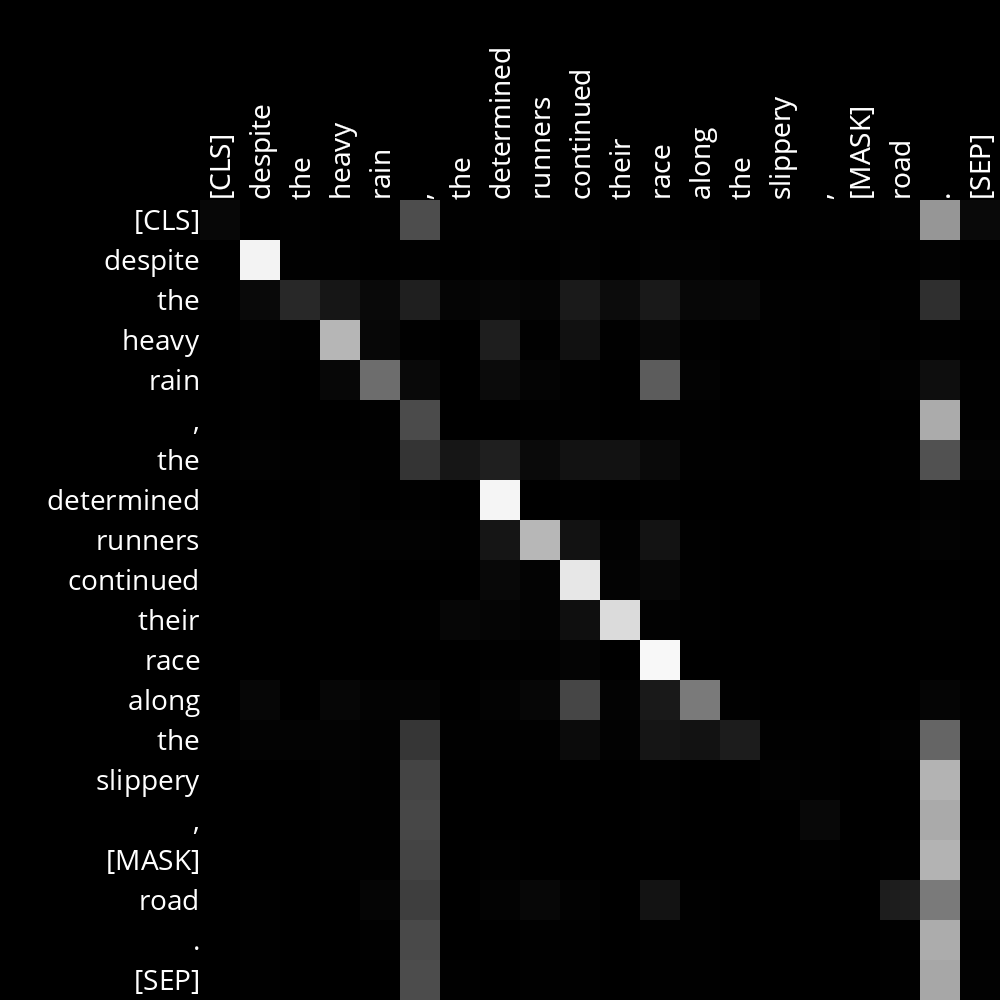 [CLS]
despite
the
heavy
rain
,
the
determined
runners
continued
their
race
along
the
slippery
,
[MASK]
road
.
[SEP]
[CLS]
despite
the
heavy
rain
,
the
determined
runners
continued
their
race
along
the
slippery
,
[MASK]
road
.
[SEP]